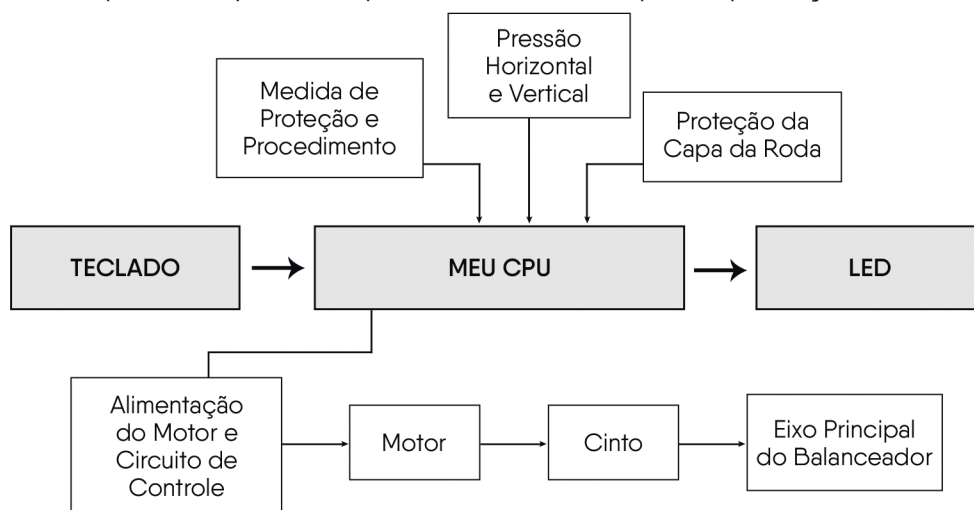 Pressão
Horizontal
e Vertical
Medida de
Proteção e
Procedimento
Proteção da
Capa da Roda
TECLADO
MEU CPU
LED
Alimentação
do Motor e
Circuito de
Controle
Motor
Cinto
Eixo Principal
do Balanceador